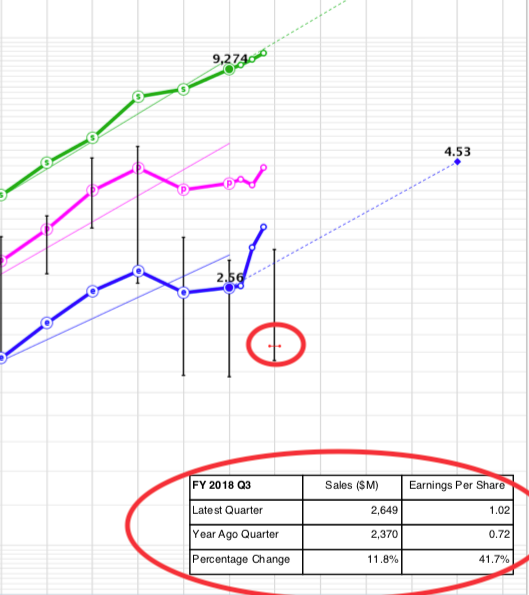 9,274
4.53
2.56
s
s
s
s
s
p
p
p
p
p
p
e
e
e
e
e
FY 2018 Q3 Sales ($M) Earnings Per Share
Latest Quarter 2,649 1.02
Year Ago Quarter 2,370 0.72
Percentage Change 11.8% 41.7%